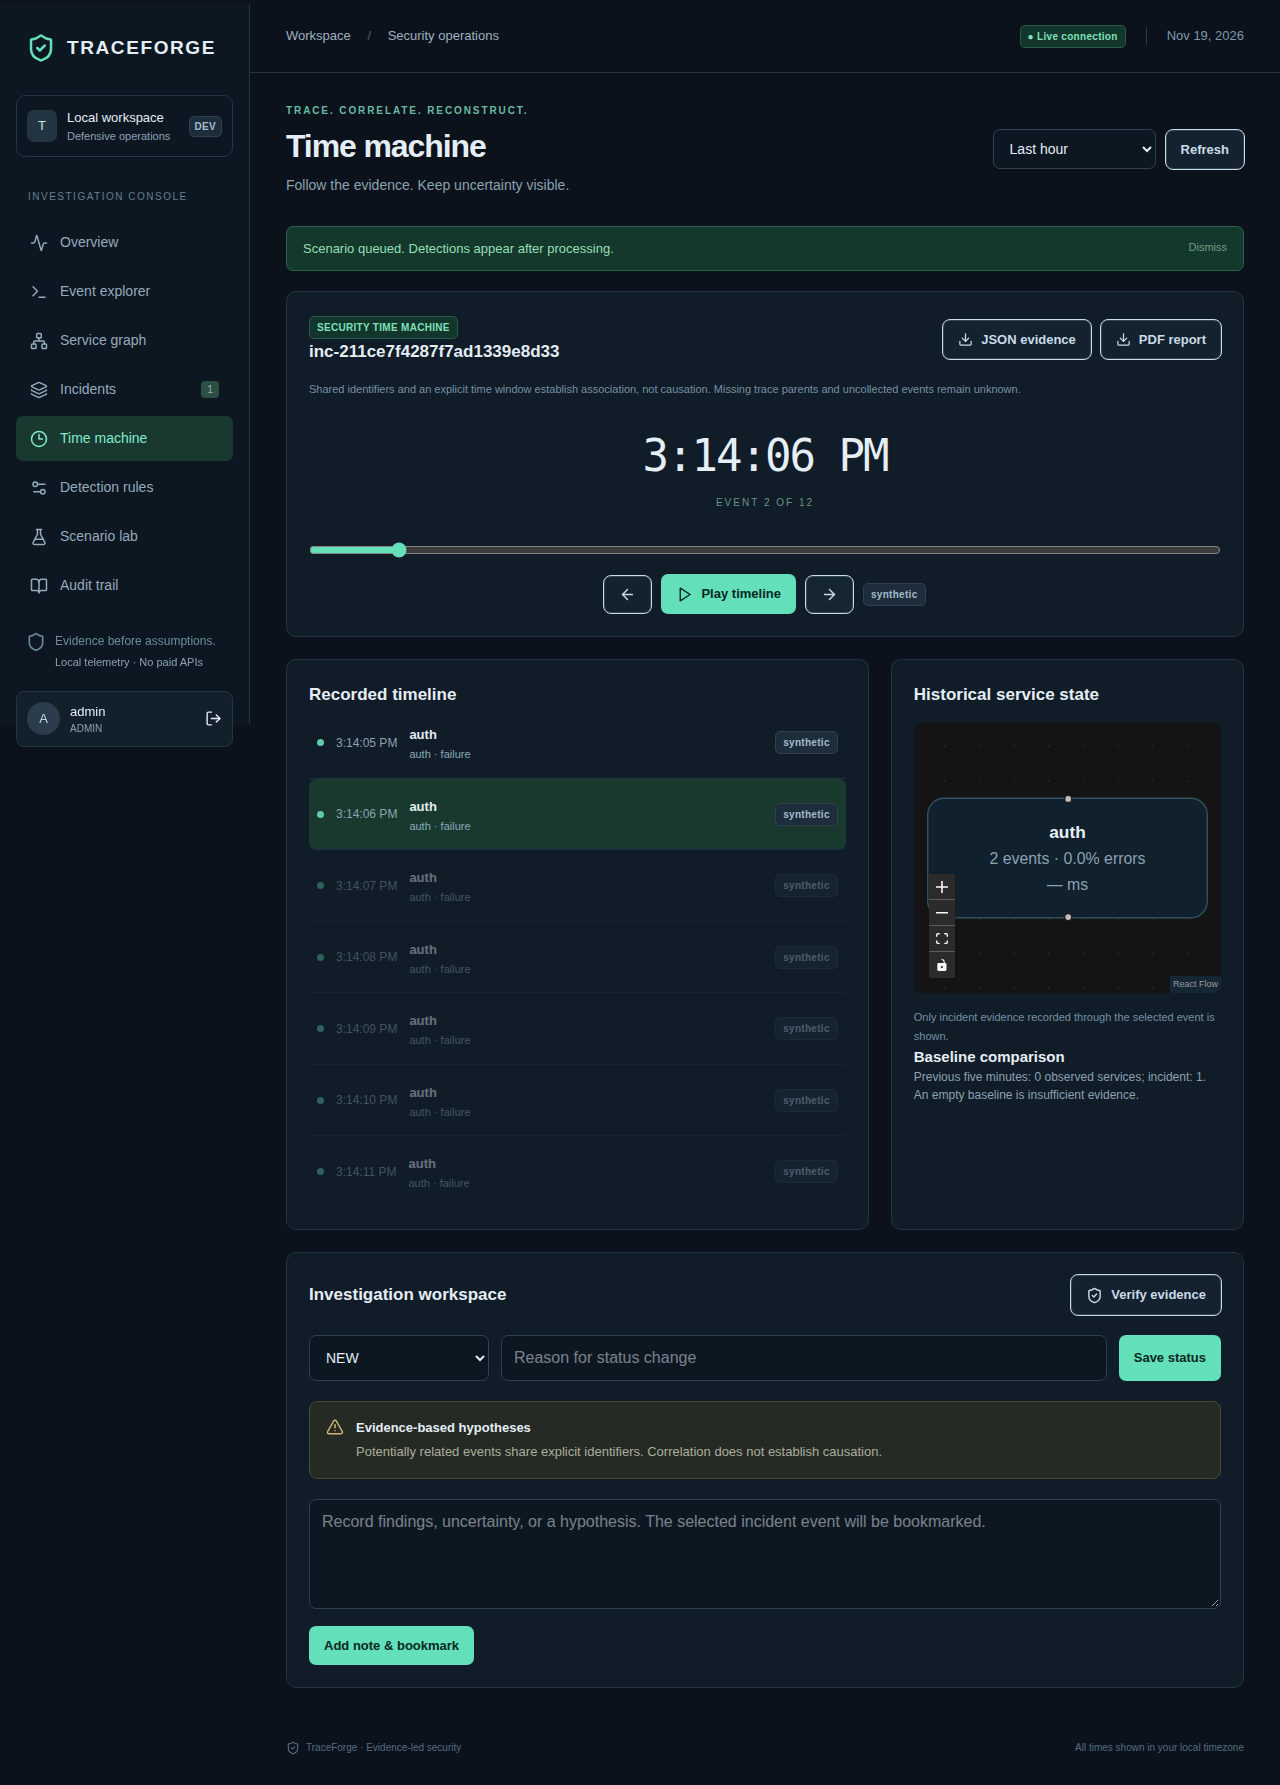 TRACEFORGE
T
Local workspace
Defensive operations
DEV
INVESTIGATION CONSOLE
Overview
Event explorer
Service graph
Incidents
1
Time machine
Detection rules
Scenario lab
Audit trail
Evidence before assumptions.
Local telemetry · No paid APIs
A
admin
ADMIN
Workspace / Security operations
● Live connection
Nov 19, 2026
TRACE. CORRELATE. RECONSTRUCT.
Time machine
Follow the evidence. Keep uncertainty visible.
Last hour
Refresh
Scenario queued. Detections appear after processing.
Dismiss
SECURITY TIME MACHINE
inc-211ce7f4287f7ad1339e8d33
JSON evidence
PDF report
Shared identifiers and an explicit time window establish association, not causation. Missing trace parents and uncollected events remain unknown.
3:14:06 PM
EVENT 2 OF 12
Play timeline
synthetic
Recorded timeline
3:14:05 PM
auth
auth · failure
synthetic
3:14:06 PM
auth
auth · failure
synthetic
3:14:07 PM
auth
auth · failure
synthetic
3:14:08 PM
auth
auth · failure
synthetic
3:14:09 PM
auth
auth · failure
synthetic
3:14:10 PM
auth
auth · failure
synthetic
3:14:11 PM
auth
auth · failure
synthetic
Historical service state
auth
2 events · 0.0% errors
— ms
React Flow
Only incident evidence recorded through the selected event is
shown.
Baseline comparison
Previous five minutes: 0 observed services; incident: 1.
An empty baseline is insufficient evidence.
Investigation workspace
Verify evidence
NEW
Reason for status change
Save status
Evidence-based hypotheses
Potentially related events share explicit identifiers. Correlation does not establish causation.
Record findings, uncertainty, or a hypothesis. The selected incident event will be bookmarked.
Add note & bookmark
TraceForge · Evidence-led security
All times shown in your local timezone